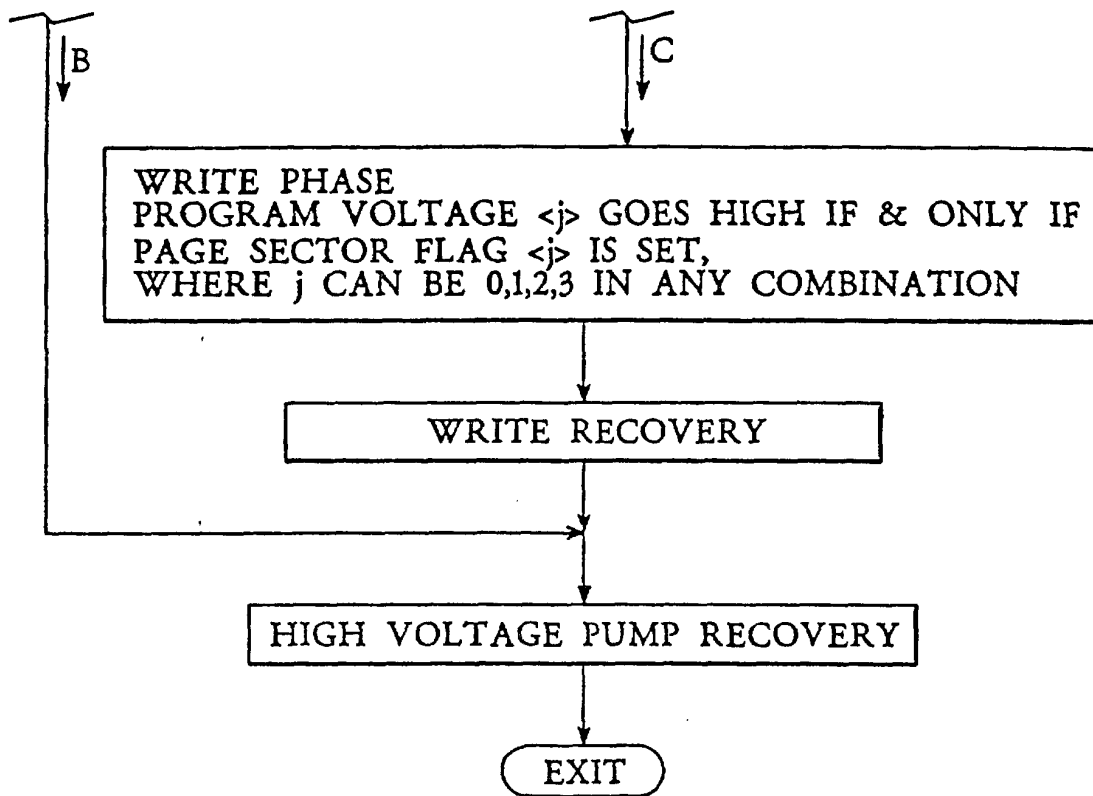 B
C
WRITE PHASE
PROGRAM VOLTAGE <j> GOES HIGH IF & ONLY IF
PAGE SECTOR FLAG <j> IS SET,
WHERE j CAN BE 0,1,2,3 IN ANY COMBINATION
WRITE RECOVERY
HIGH VOLTAGE PUMP RECOVERY
EXIT